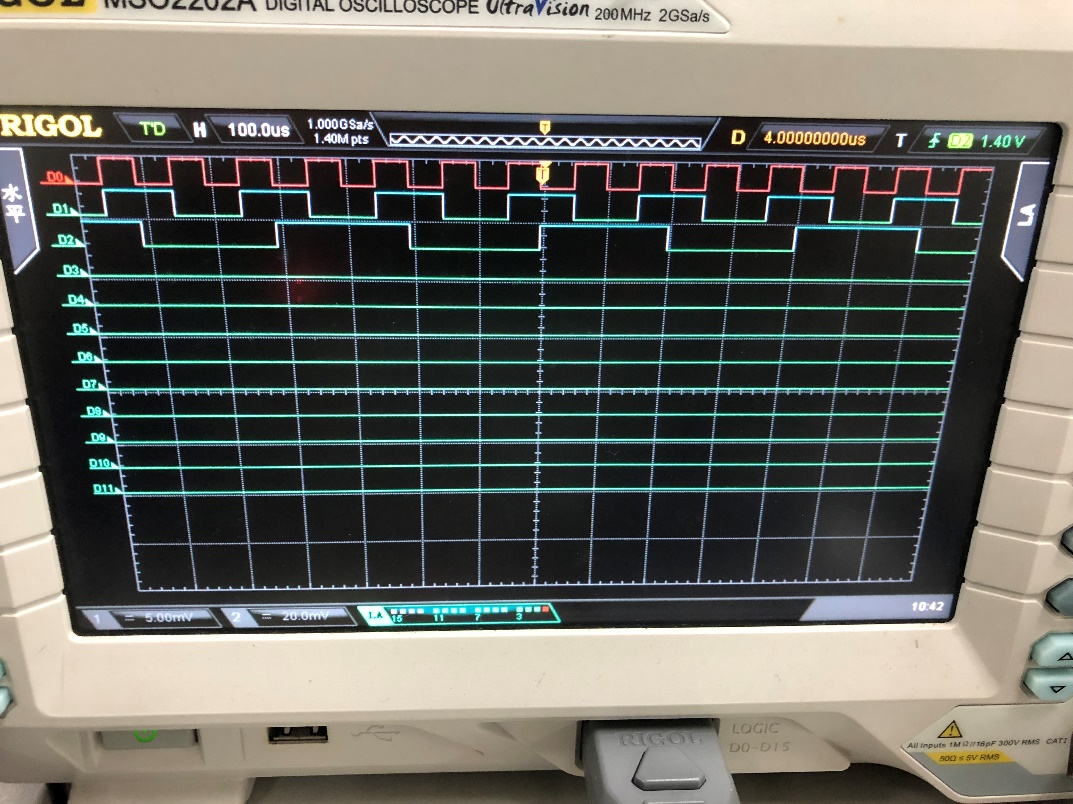 MSO2202A DIGITAL OSCILLOSCOPE UltraVision 200MHz 2GSa/s
RIGOL T'D H 100.0us 1.000GSa/s 1.40M pts D 4.00000000us T D2 1.40 V
水平
LA
D0
D1
D2
D3
D4
D5
D6
D7
D8
D9
D10
D11
1 5.00mV 2 20.0mV LA 15 11 7 3 10:42
RIGOL
LOGIC
D0-D15
All inputs 1MΩ//16pF 300V RMS CAT
50Ω ≤ 5V RMS